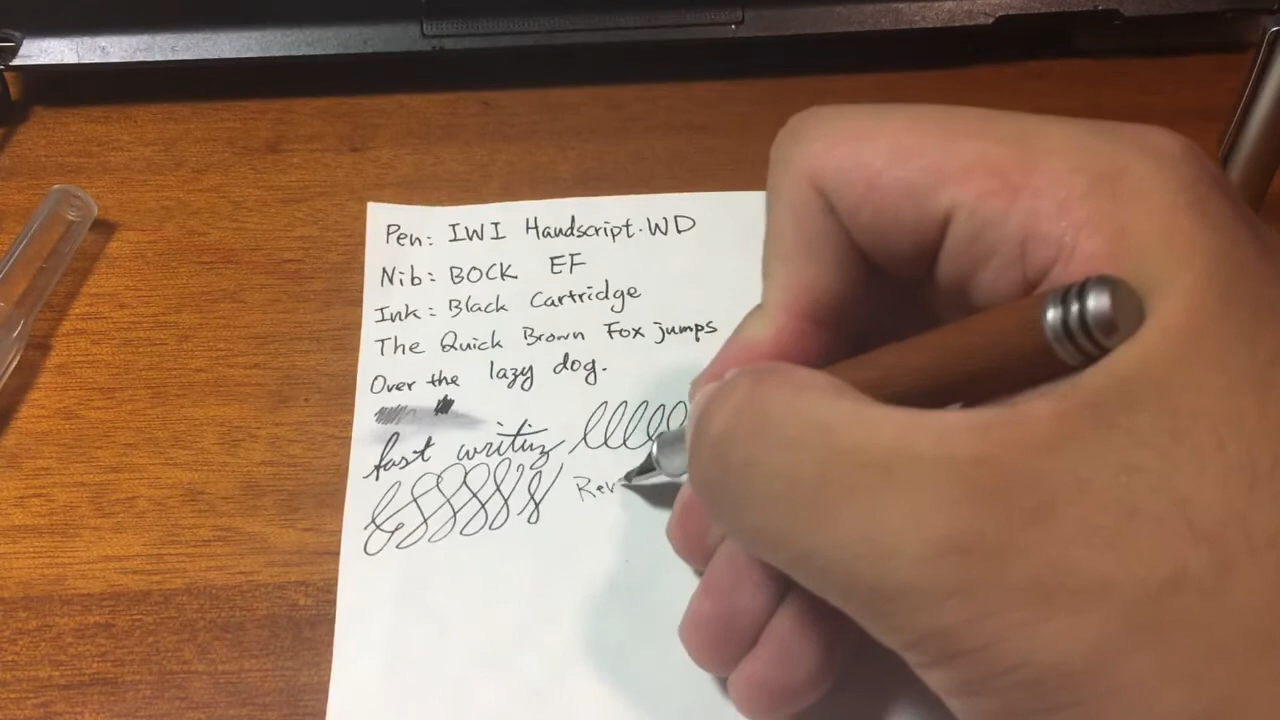 Pen: IWI Handscript.WD
Nib: BOCK EF
Ink: Black Cartridge
The Quick Brown Fox jumps
Over the lazy dog.
fast writing
Rev